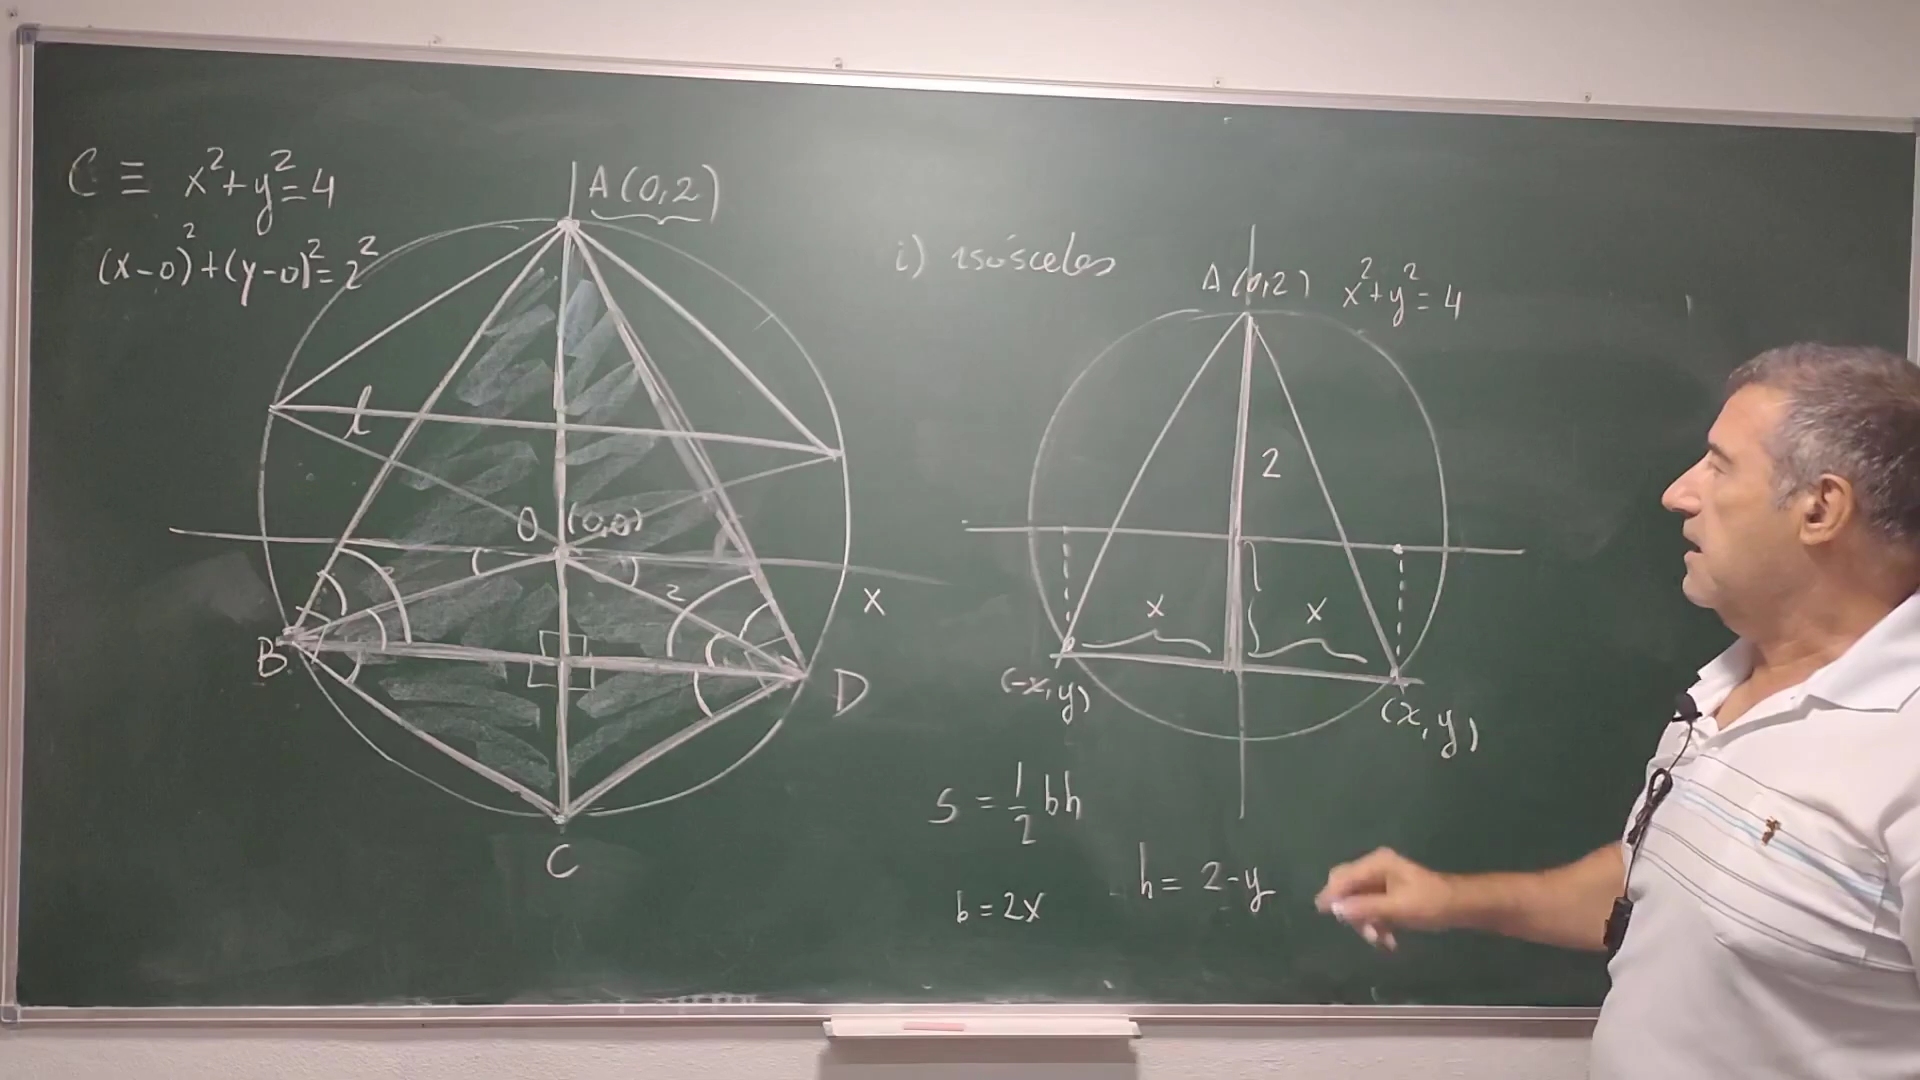 C ≡ x²+y²=4
(x-0)²+(y-0)²=2²
A(0,2)
l
O (0,0)
2
x
B
D
C
i) isósceles
A(0,2) x²+y²=4
2
x x
(-x,y) (x,y)
S = 1/2 bh
b = 2x h = 2-y